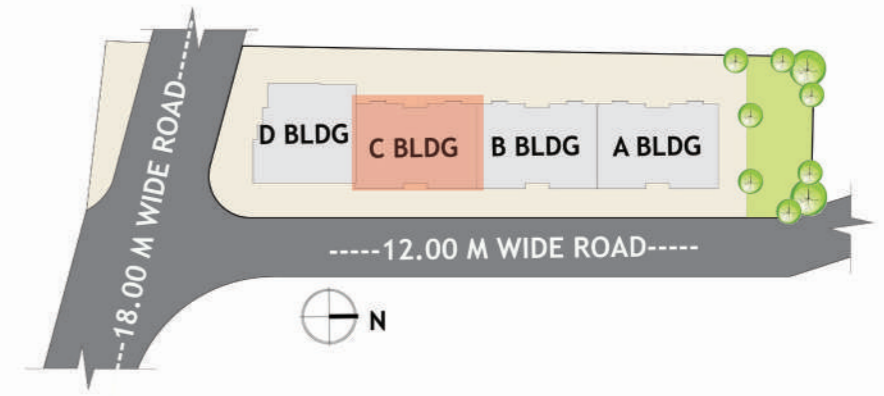 D BLDG
C BLDG
B BLDG
A BLDG
----18.00 M WIDE ROAD----
-----12.00 M WIDE ROAD-----
N